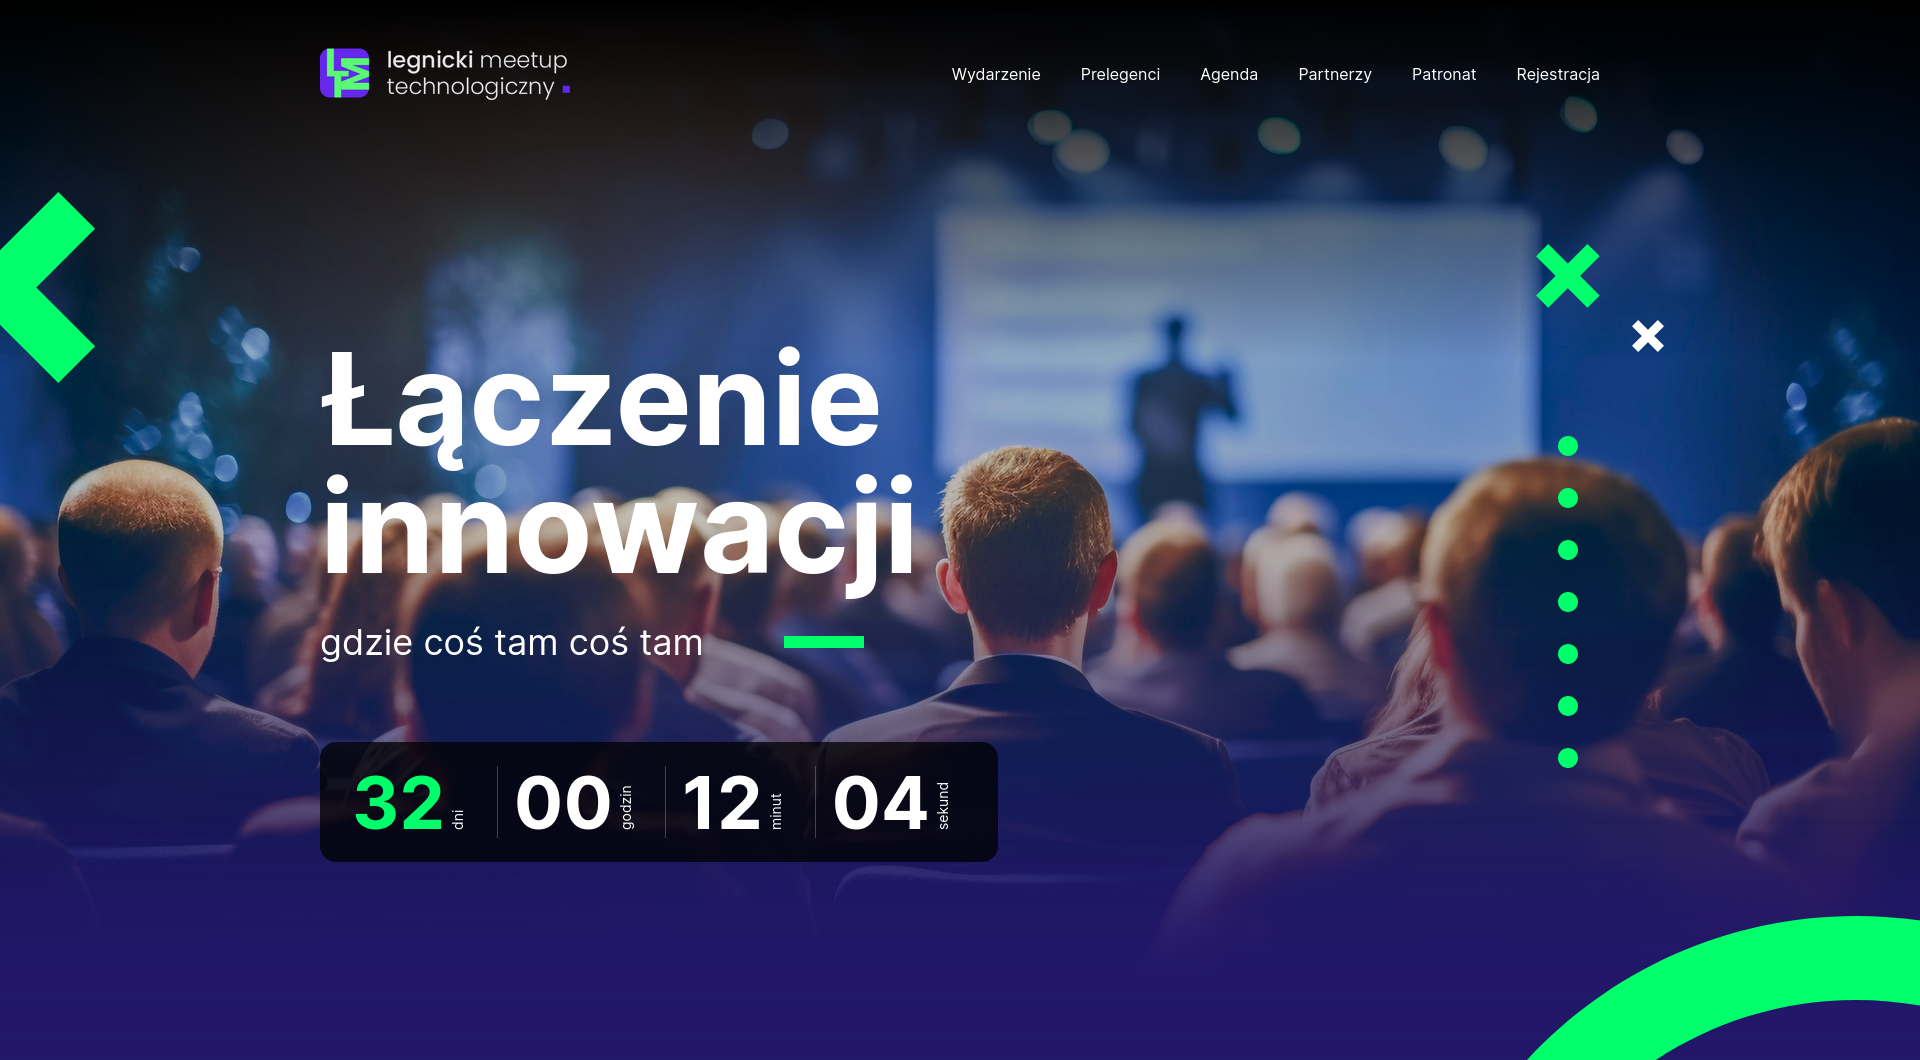 legnicki meetup
technologiczny
Wydarzenie
Prelegenci
Agenda
Partnerzy
Patronat
Rejestracja
Łączenie
innowacji
gdzie coś tam coś tam
32 dni
00 godzin
12 minut
04 sekund